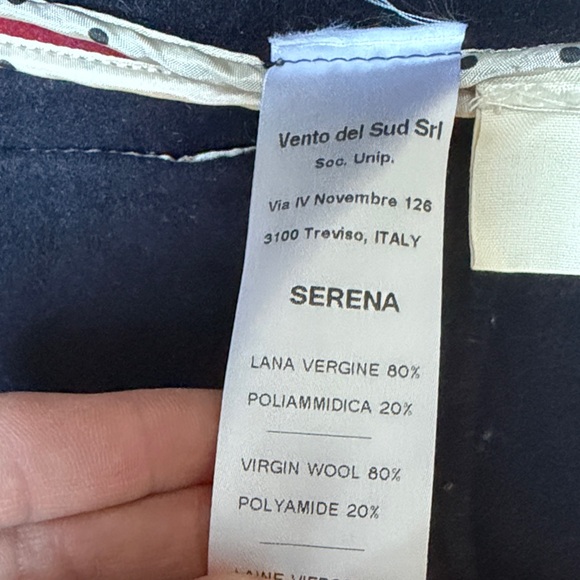 Vento del Sud Srl
Soc. Unip.
Via IV Novembre 126
3100 Treviso, ITALY
SERENA
LANA VERGINE 80%
POLIAMMIDICA 20%
VIRGIN WOOL 80%
POLYAMIDE 20%